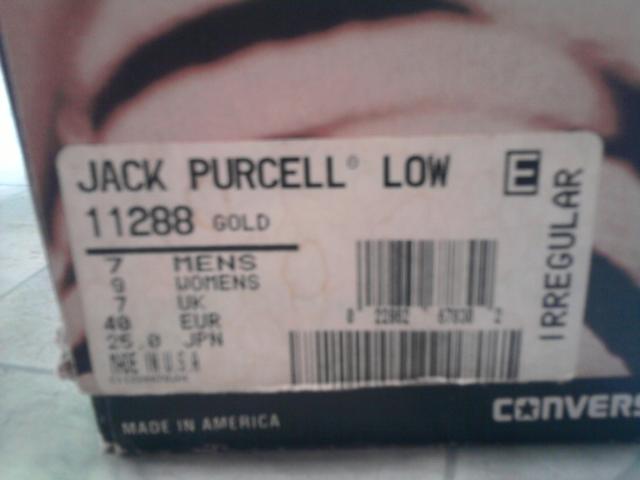 JACK PURCELL® LOW E
11288 GOLD
7 MENS
9 WOMENS
7 UK
40 EUR
25.0 JPN
MADE IN U.S.A
IRREGULAR
MADE IN AMERICA
CONVERS